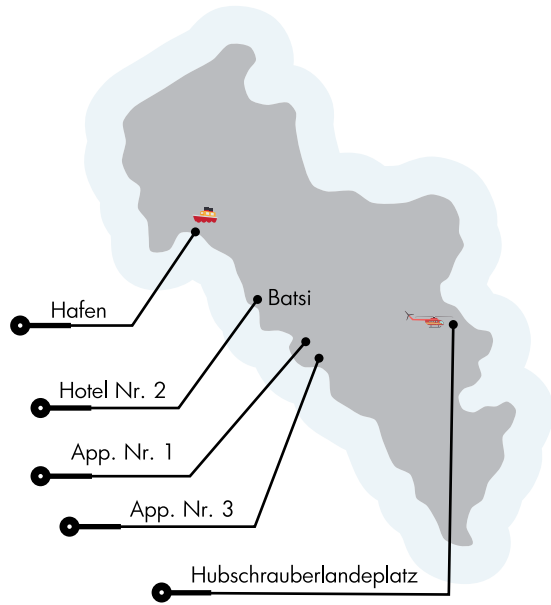 Hafen
Batsi
Hotel Nr. 2
App. Nr. 1
App. Nr. 3
Hubschrauberlandeplatz